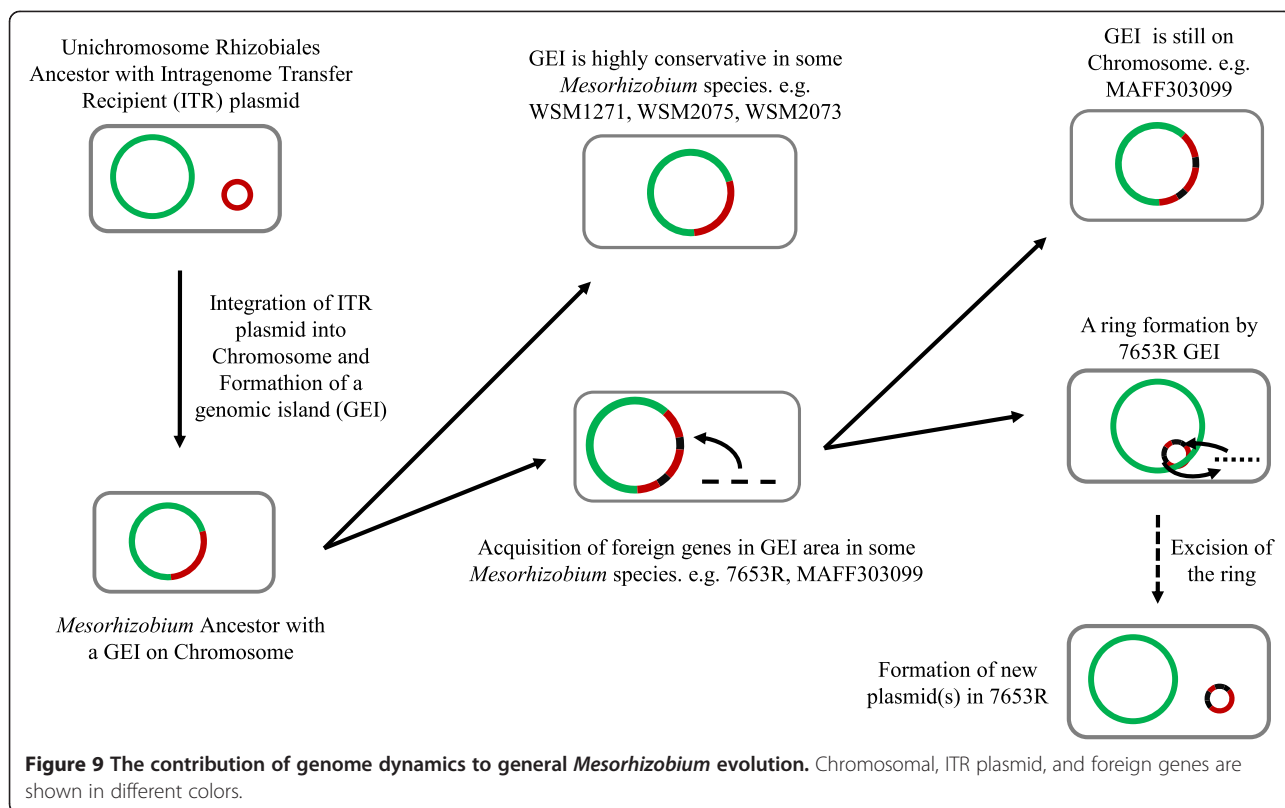 Unichromosome Rhizobiales
Ancestor with Intragenome Transfer
Recipient (ITR) plasmid
GEI is highly conservative in some
Mesorhizobium species. e.g.
WSM1271, WSM2075, WSM2073
GEI is still on
Chromosome. e.g.
MAFF303099
Integration of ITR
plasmid into
Chromosome and
Formathion of a
genomic island (GEI)
A ring formation by
7653R GEI
Acquisition of foreign genes in GEI area in some
Mesorhizobium species. e.g. 7653R, MAFF303099
Excision of
the ring
Mesorhizobium Ancestor with
a GEI on Chromosome
Formation of new
plasmid(s) in 7653R
Figure 9 The contribution of genome dynamics to general Mesorhizobium evolution. Chromosomal, ITR plasmid, and foreign genes are
shown in different colors.